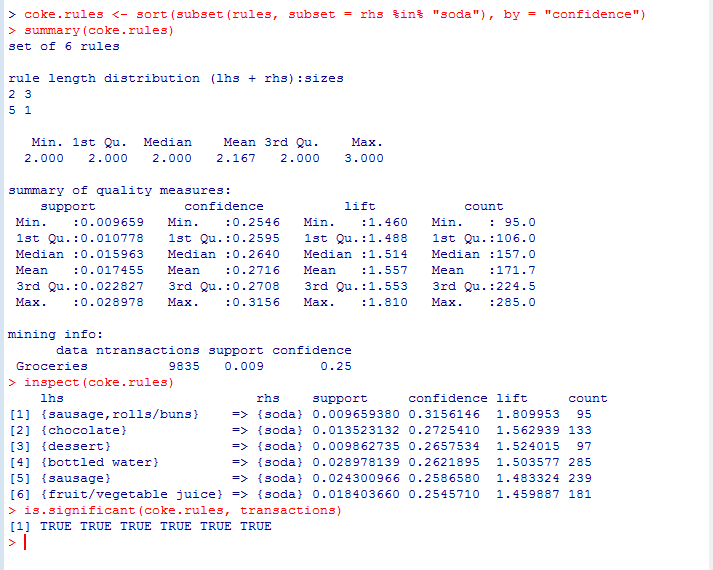 > coke.rules <- sort(subset(rules, subset = rhs %in% "soda"), by = "confidence")
> summary(coke.rules)
set of 6 rules
rule length distribution (lhs + rhs):sizes
2 3
5 1
   Min. 1st Qu.  Median    Mean 3rd Qu.    Max.
  2.000   2.000   2.000   2.167   2.000   3.000
summary of quality measures:
    support           confidence          lift           count
 Min.   :0.009659   Min.   :0.2546   Min.   :1.460   Min.   : 95.0
 1st Qu.:0.010778   1st Qu.:0.2595   1st Qu.:1.488   1st Qu.:106.0
 Median :0.015963   Median :0.2640   Median :1.514   Median :157.0
 Mean   :0.017455   Mean   :0.2716   Mean   :1.557   Mean   :171.7
 3rd Qu.:0.022827   3rd Qu.:0.2708   3rd Qu.:1.553   3rd Qu.:224.5
 Max.   :0.028978   Max.   :0.3156   Max.   :1.810   Max.   :285.0
mining info:
      data ntransactions support confidence
 Groceries          9835   0.009       0.25
> inspect(coke.rules)
    lhs                        rhs    support     confidence lift     count
[1] {sausage,rolls/buns}    => {soda} 0.009659380 0.3156146  1.809953  95
[2] {chocolate}             => {soda} 0.013523132 0.2725410  1.562939 133
[3] {dessert}               => {soda} 0.009862735 0.2657534  1.524015  97
[4] {bottled water}         => {soda} 0.028978139 0.2621895  1.503577 285
[5] {sausage}               => {soda} 0.024300966 0.2586580  1.483324 239
[6] {fruit/vegetable juice} => {soda} 0.018403660 0.2545710  1.459887 181
> is.significant(coke.rules, transactions)
[1] TRUE TRUE TRUE TRUE TRUE TRUE
>